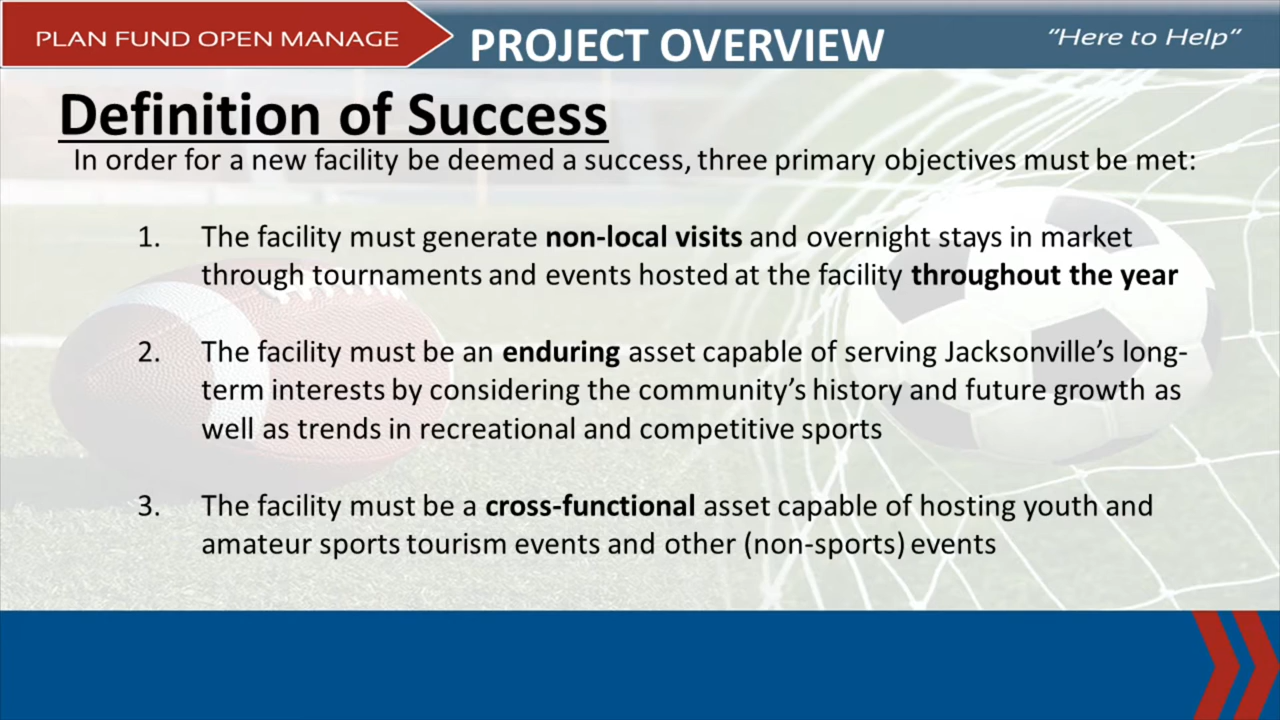 PLAN FUND OPEN MANAGE
PROJECT OVERVIEW
"Here to Help"
Definition of Success
In order for a new facility be deemed a success, three primary objectives must be met:
1. The facility must generate non-local visits and overnight stays in market
through tournaments and events hosted at the facility throughout the year
2. The facility must be an enduring asset capable of serving Jacksonville's long-
term interests by considering the community's history and future growth as
well as trends in recreational and competitive sports
3. The facility must be a cross-functional asset capable of hosting youth and
amateur sports tourism events and other (non-sports) events